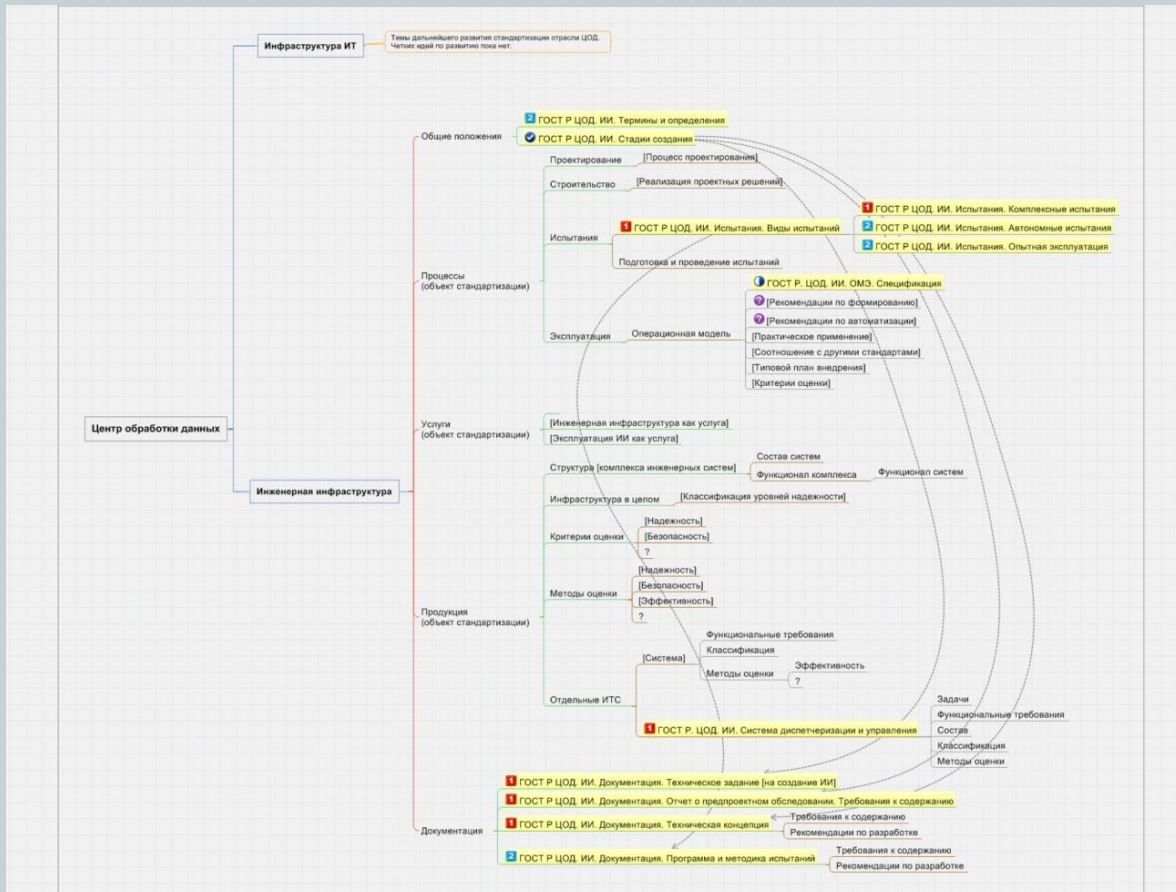 Инфраструктура ИТ
Темы дальнейшего развития стандартизации отрасли ЦОД.
Четких идей по развитию пока нет.
Общие положения
2 ГОСТ Р ЦОД. ИИ. Термины и определения
ГОСТ Р ЦОД. ИИ. Стадии создания
Проектирование
[Процесс проектирования]
Строительство
[Реализация проектных решений]
Испытания
1 ГОСТ Р ЦОД. ИИ. Испытания. Виды испытаний
1 ГОСТ Р ЦОД. ИИ. Испытания. Комплексные испытания
2 ГОСТ Р ЦОД. ИИ. Испытания. Автономные испытания
2 ГОСТ Р ЦОД. ИИ. Испытания. Опытная эксплуатация
Подготовка и проведение испытаний
Процессы
(объект стандартизации)
Эксплуатация
Операционная модель
ГОСТ Р. ЦОД. ИИ. ОМЭ. Спецификация
? [Рекомендации по формированию]
? [Рекомендации по автоматизации]
[Практическое применение]
[Соотношение с другими стандартами]
[Типовой план внедрения]
[Критерии оценки]
Центр обработки данных
Услуги
(объект стандартизации)
[Инженерная инфраструктура как услуга]
[Эксплуатация ИИ как услуга]
Инженерная инфраструктура
Структура [комплекса инженерных систем]
Состав систем
Функционал комплекса
Функционал систем
Инфраструктура в целом
[Классификация уровней надежности]
Критерии оценки
[Надежность]
[Безопасность]
?
Методы оценки
[Надежность]
[Безопасность]
[Эффективность]
?
Продукция
(объект стандартизации)
Отдельные ИТС
[Система]
Функциональные требования
Классификация
Методы оценки
Эффективность
?
1 ГОСТ Р. ЦОД. ИИ. Система диспетчеризации и управления
Задачи
Функциональные требования
Состав
Классификация
Методы оценки
Документация
1 ГОСТ Р ЦОД. ИИ. Документация. Техническое задание [на создание ИИ]
1 ГОСТ Р ЦОД. ИИ. Документация. Отчет о предпроектном обследовании. Требования к содержанию
1 ГОСТ Р ЦОД. ИИ. Документация. Техническая концепция
Требования к содержанию
Рекомендации по разработке
2 ГОСТ Р ЦОД. ИИ. Документация. Программа и методика испытаний
Требования к содержанию
Рекомендации по разработке